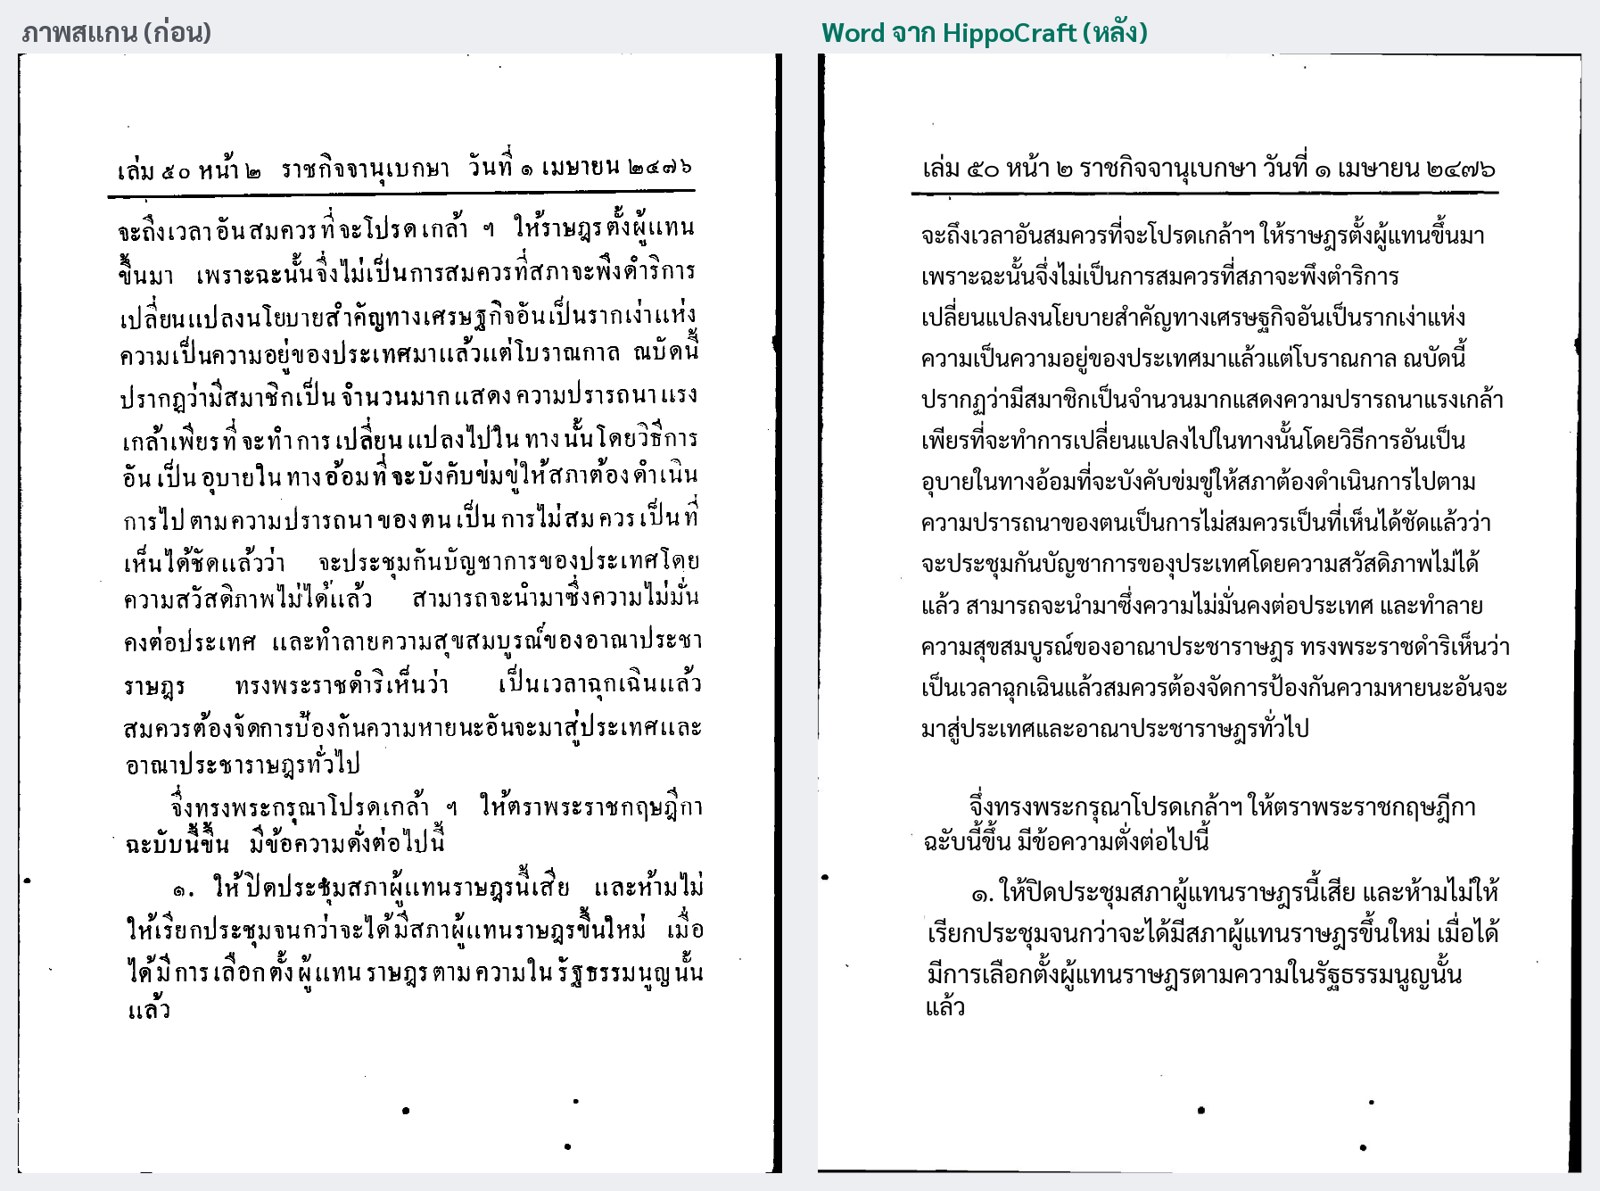 ภาพสแกน (ก่อน)
เล่ม ๕๐ หน้า ๒ ราชกิจจานุเบกษา วันที่ ๑ เมษายน ๒๔๗๖
จะถึงเวลาอันสมควรที่จะโปรดเกล้า ฯ ให้ราษฎรตั้งผู้แทน
ขึ้นมา เพราะฉะนั้นจึ่งไม่เป็นการสมควรที่สภาจะพึงดำริการ
เปลี่ยนแปลงนโยบายสำคัญทางเศรษฐกิจอันเป็นรากเง่าแห่ง
ความเป็นความอยู่ของประเทศมาแล้วแต่โบราณกาล ณบัดนี้
ปรากฏว่ามีสมาชิกเป็นจำนวนมากแสดงความปรารถนาแรง
เกล้าเพียรที่จะทำการเปลี่ยนแปลงไปในทางนั้นโดยวิธีการ
อันเป็นอุบายในทางอ้อมที่จะบังคับข่มขู่ให้สภาต้องดำเนิน
การไปตามความปรารถนาของตนเป็นการไม่สมควรเป็นที่
เห็นได้ชัดแล้วว่า จะประชุมกันบัญชาการของประเทศโดย
ความสวัสดิภาพไม่ได้แล้ว สามารถจะนำมาซึ่งความไม่มั่น
คงต่อประเทศ และทำลายความสุขสมบูรณ์ของอาณาประชา
ราษฎร ทรงพระราชดำริเห็นว่า เป็นเวลาฉุกเฉินแล้ว
สมควรต้องจัดการป้องกันความหายนะอันจะมาสู่ประเทศและ
อาณาประชาราษฎรทั่วไป
จึ่งทรงพระกรุณาโปรดเกล้า ฯ ให้ตราพระราชกฤษฎีกา
ฉะบับนี้ขึ้น มีข้อความดั่งต่อไปนี้
๑. ให้ปิดประชุมสภาผู้แทนราษฎรนี้เสีย และห้ามไม่
ให้เรียกประชุมจนกว่าจะได้มีสภาผู้แทนราษฎรขึ้นใหม่ เมื่อ
ได้มีการเลือกตั้งผู้แทนราษฎรตามความในรัฐธรรมนูญนั้น
แล้ว
Word จาก HippoCraft (หลัง)
เล่ม ๕๐ หน้า ๒ ราชกิจจานุเบกษา วันที่ ๑ เมษายน ๒๔๗๖
จะถึงเวลาอันสมควรที่จะโปรดเกล้าฯ ให้ราษฎรตั้งผู้แทนขึ้นมา
เพราะฉะนั้นจึ่งไม่เป็นการสมควรที่สภาจะพึงดำริการ
เปลี่ยนแปลงนโยบายสำคัญทางเศรษฐกิจอันเป็นรากเง่าแห่ง
ความเป็นความอยู่ของประเทศมาแล้วแต่โบราณกาล ณบัดนี้
ปรากฏว่ามีสมาชิกเป็นจำนวนมากแสดงความปรารถนาแรงเกล้า
เพียรที่จะทำการเปลี่ยนแปลงไปในทางนั้นโดยวิธีการอันเป็น
อุบายในทางอ้อมที่จะบังคับข่มขู่ให้สภาต้องดำเนินการไปตาม
ความปรารถนาของตนเป็นการไม่สมควรเป็นที่เห็นได้ชัดแล้วว่า
จะประชุมกันบัญชาการของุประเทศโดยความสวัสดิภาพไม่ได้
แล้ว สามารถจะนำมาซึ่งความไม่มั่นคงต่อประเทศ และทำลาย
ความสุขสมบูรณ์ของอาณาประชาราษฎร ทรงพระราชดำริเห็นว่า
เป็นเวลาฉุกเฉินแล้วสมควรต้องจัดการป้องกันความหายนะอันจะ
มาสู่ประเทศและอาณาประชาราษฎรทั่วไป
จึ่งทรงพระกรุณาโปรดเกล้าฯ ให้ตราพระราชกฤษฎีกา
ฉะบับนี้ขึ้น มีข้อความตั่งต่อไปนี้
๑. ให้ปิดประชุมสภาผู้แทนราษฎรนี้เสีย และห้ามไม่ให้
เรียกประชุมจนกว่าจะได้มีสภาผู้แทนราษฎรขึ้นใหม่ เมื่อได้
มีการเลือกตั้งผู้แทนราษฎรตามความในรัฐธรรมนูญนั้น
แล้ว